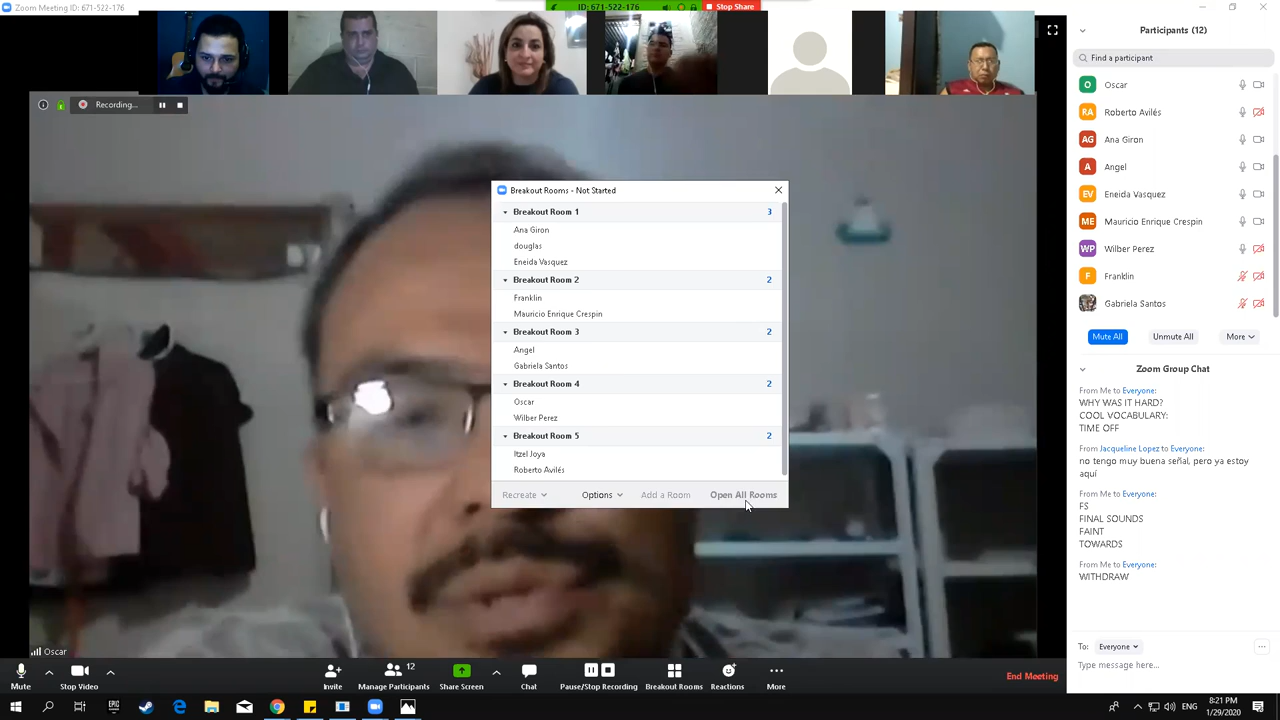 Zoom Meeting ID: 671-522-176
ID: 671-522-176
Stop Share
Recording...
Participants (12)
Find a participant
O Oscar
RA Roberto Avilés
AG Ana Giron
A Angel
EV Eneida Vasquez
ME Mauricio Enrique Crespin
WP Wilber Perez
F Franklin
Gabriela Santos
Mute All
Unmute All
More
Breakout Rooms - Not Started
Breakout Room 1 3
Ana Giron
douglas
Eneida Vasquez
Breakout Room 2 2
Franklin
Mauricio Enrique Crespin
Breakout Room 3 2
Angel
Gabriela Santos
Breakout Room 4 2
Oscar
Wilber Perez
Breakout Room 5 2
Itzel Joya
Roberto Avilés
Recreate
Options
Add a Room
Open All Rooms
Zoom Group Chat
From Me to Everyone:
WHY WAS IT HARD?
COOL VOCABULARY:
TIME OFF
From Jacqueline Lopez to Everyone:
no tengo muy buena señal, pero ya estoy
aquí
From Me to Everyone:
FS
FINAL SOUNDS
FAINT
TOWARDS
From Me to Everyone:
WITHDRAW
To: Everyone
Type message here...
Oscar
Mute
Stop Video
Invite
12
Manage Participants
Share Screen
Chat
Pause/Stop Recording
Breakout Rooms
Reactions
More
End Meeting
EPIC
8:21 PM
1/29/2020